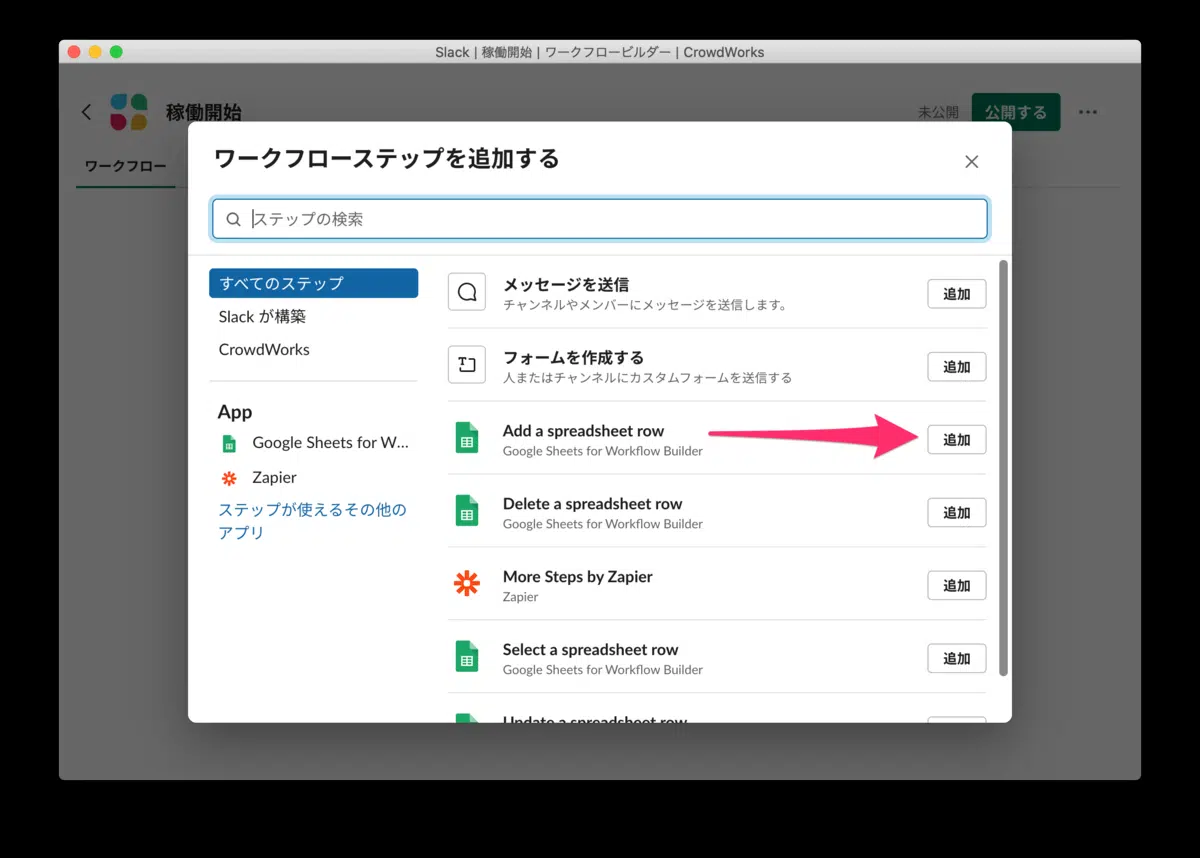 Slack | 稼働開始 | ワークフロービルダー | CrowdWorks
稼働開始
未公開
公開する
ワークフロー
ワークフローステップを追加する
ステップの検索
すべてのステップ
Slack が構築
CrowdWorks
App
Google Sheets for W...
Zapier
ステップが使えるその他の
アプリ
メッセージを送信
チャンネルやメンバーにメッセージを送信します。
追加
フォームを作成する
人またはチャンネルにカスタムフォームを送信する
追加
Add a spreadsheet row
Google Sheets for Workflow Builder
追加
Delete a spreadsheet row
Google Sheets for Workflow Builder
追加
More Steps by Zapier
Zapier
追加
Select a spreadsheet row
Google Sheets for Workflow Builder
追加
Update a spreadsheet row